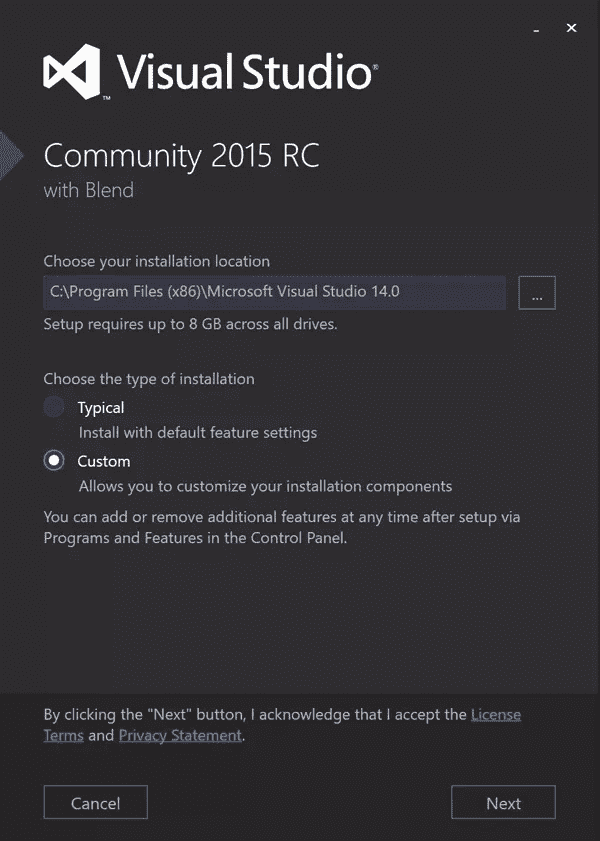 Visual Studio®
™
Community 2015 RC
with Blend
Choose your installation location
C:\Program Files (x86)\Microsoft Visual Studio 14.0
...
Setup requires up to 8 GB across all drives.
Choose the type of installation
Typical
Install with default feature settings
Custom
Allows you to customize your installation components
You can add or remove additional features at any time after setup via
Programs and Features in the Control Panel.
By clicking the "Next" button, I acknowledge that I accept the License
Terms and Privacy Statement.
Cancel
Next